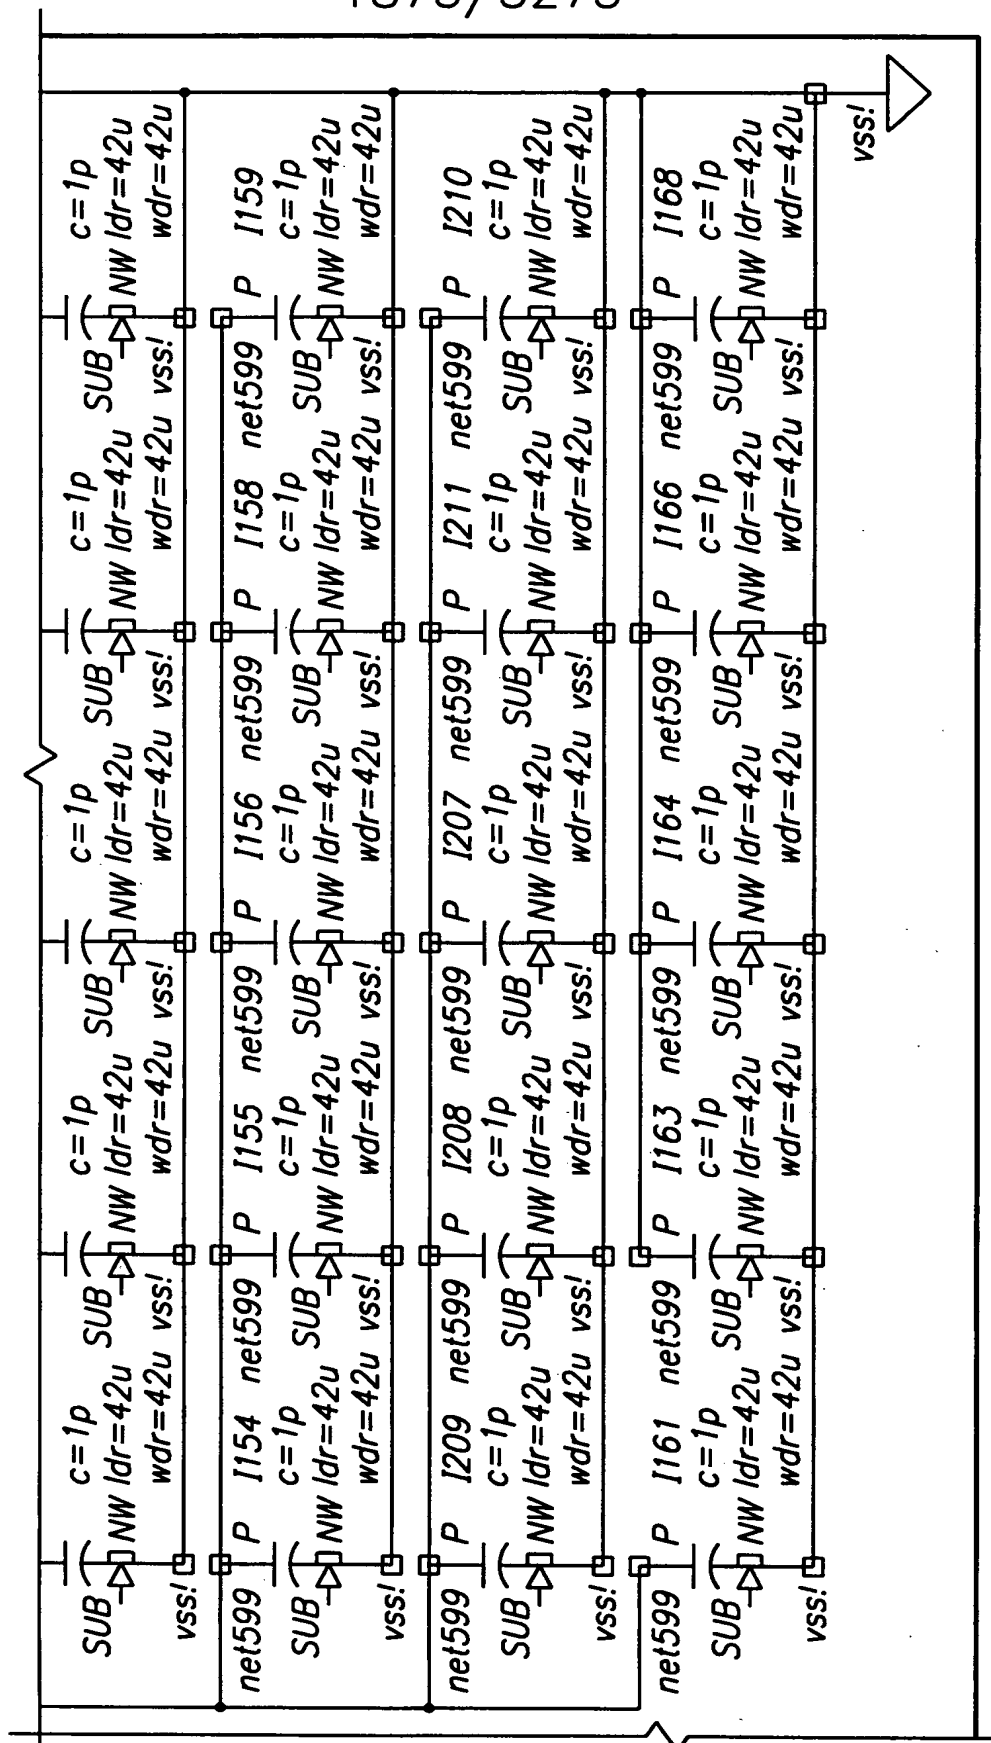 c=1p c=1p c=1p c=1p c=1p
SUB SUB SUB SUB SUB
NW ldr=42u NW ldr=42u NW ldr=42u NW ldr=42u NW ldr=42u
vss! wdr=42u vss! wdr=42u vss! wdr=42u vss! wdr=42u vss! wdr=42u
net599 P I154 net599 P I155 net599 P I156 net599 P I158 net599 P I159
c=1p c=1p c=1p c=1p c=1p
SUB NW ldr=42u SUB NW ldr=42u SUB NW ldr=42u SUB NW ldr=42u SUB NW ldr=42u
vss! wdr=42u vss! wdr=42u vss! wdr=42u vss! wdr=42u vss! wdr=42u
net599 P I209 net599 P I208 net599 P I207 net599 P I211 net599 P I210
c=1p c=1p c=1p c=1p c=1p
SUB NW ldr=42u SUB NW ldr=42u SUB NW ldr=42u SUB NW ldr=42u SUB NW ldr=42u
vss! wdr=42u vss! wdr=42u vss! wdr=42u vss! wdr=42u vss! wdr=42u
net599 P I161 net599 P I163 net599 P I164 net599 P I166 net599 P I168
c=1p c=1p c=1p c=1p c=1p
SUB NW ldr=42u SUB NW ldr=42u SUB NW ldr=42u SUB NW ldr=42u SUB NW ldr=42u
vss! wdr=42u vss! wdr=42u vss! wdr=42u vss! wdr=42u vss! wdr=42u
vss!